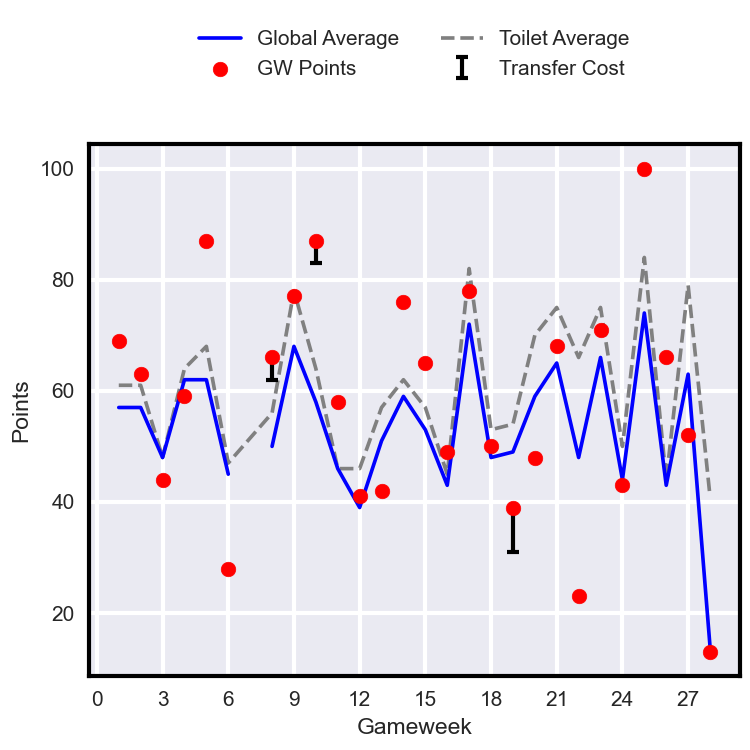 Global Average
Toilet Average
GW Points
Transfer Cost
100
80
60
40
20
Points
0 3 6 9 12 15 18 21 24 27
Gameweek